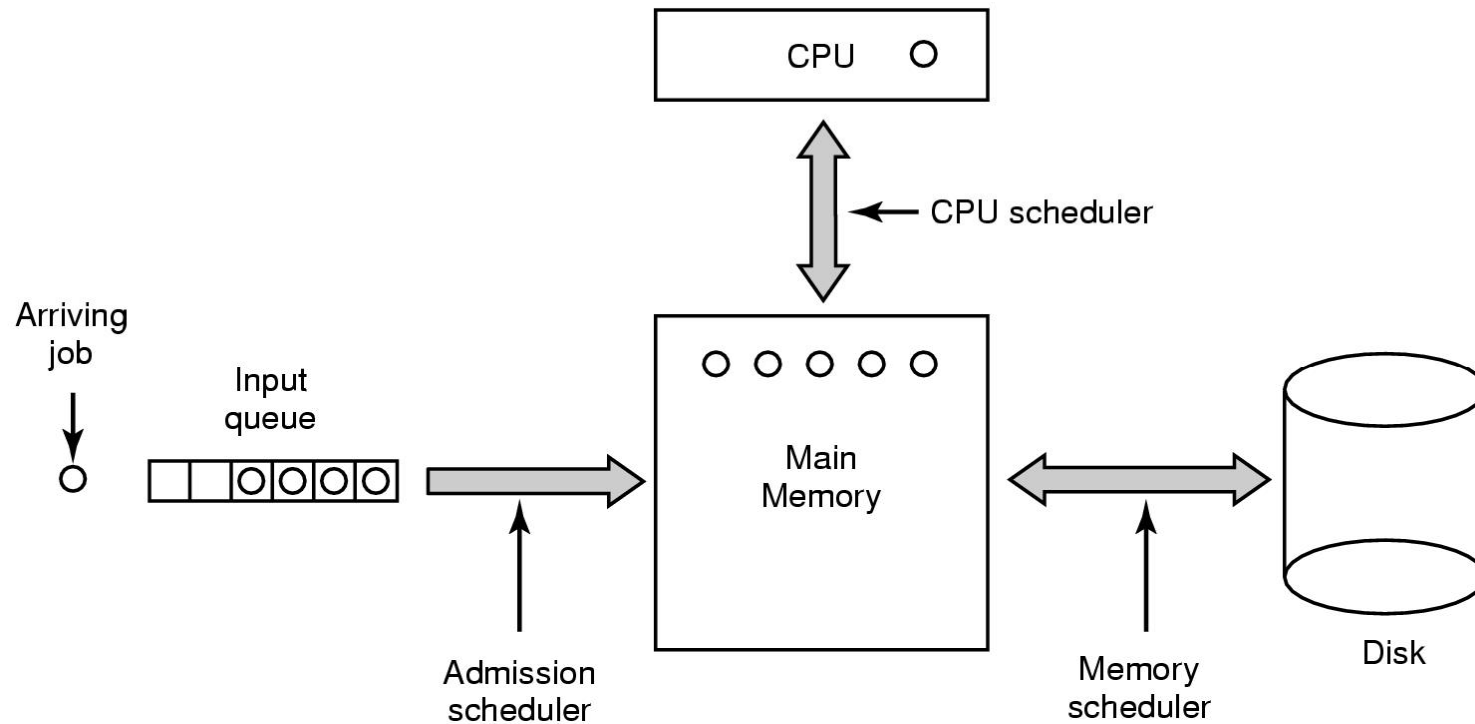 CPU
CPU scheduler
Arriving
job
Input
queue
Main
Memory
Admission
scheduler
Memory
scheduler
Disk